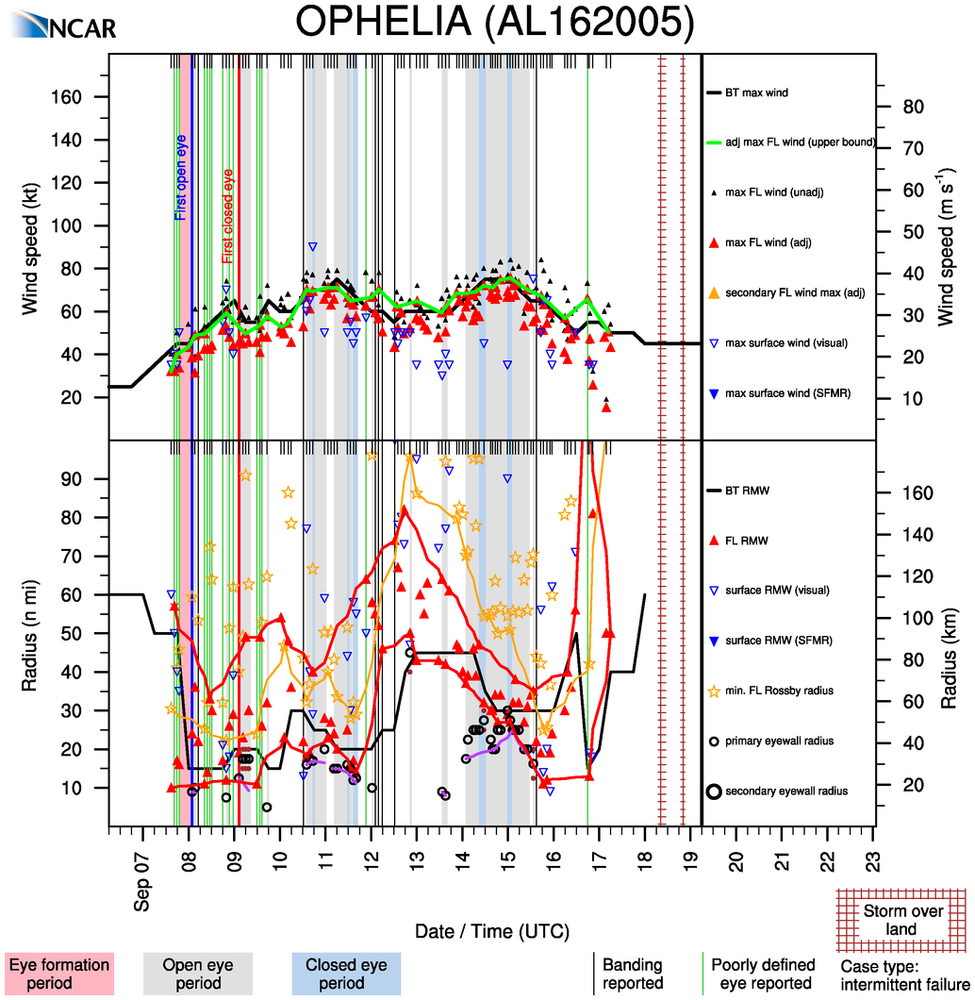 NCAR
OPHELIA (AL162005)
160
140
120
100
80
60
40
20
Wind speed (kt)
80
70
60
50
40
30
20
10
Wind speed (m s-1)
First open eye
First closed eye
BT max wind
adj max FL wind (upper bound)
max FL wind (unadj)
max FL wind (adj)
secondary FL wind max (adj)
max surface wind (visual)
max surface wind (SFMR)
90
80
70
60
50
40
30
20
10
Radius (n mi)
160
140
120
100
80
60
40
20
Radius (km)
BT RMW
FL RMW
surface RMW (visual)
surface RMW (SFMR)
min. FL Rossby radius
primary eyewall radius
secondary eyewall radius
Sep 07
08
09
10
11
12
13
14
15
16
17
18
19
20
21
22
23
Date / Time (UTC)
Storm over
land
Eye formation
period
Open eye
period
Closed eye
period
Banding
reported
Poorly defined
eye reported
Case type:
intermittent failure